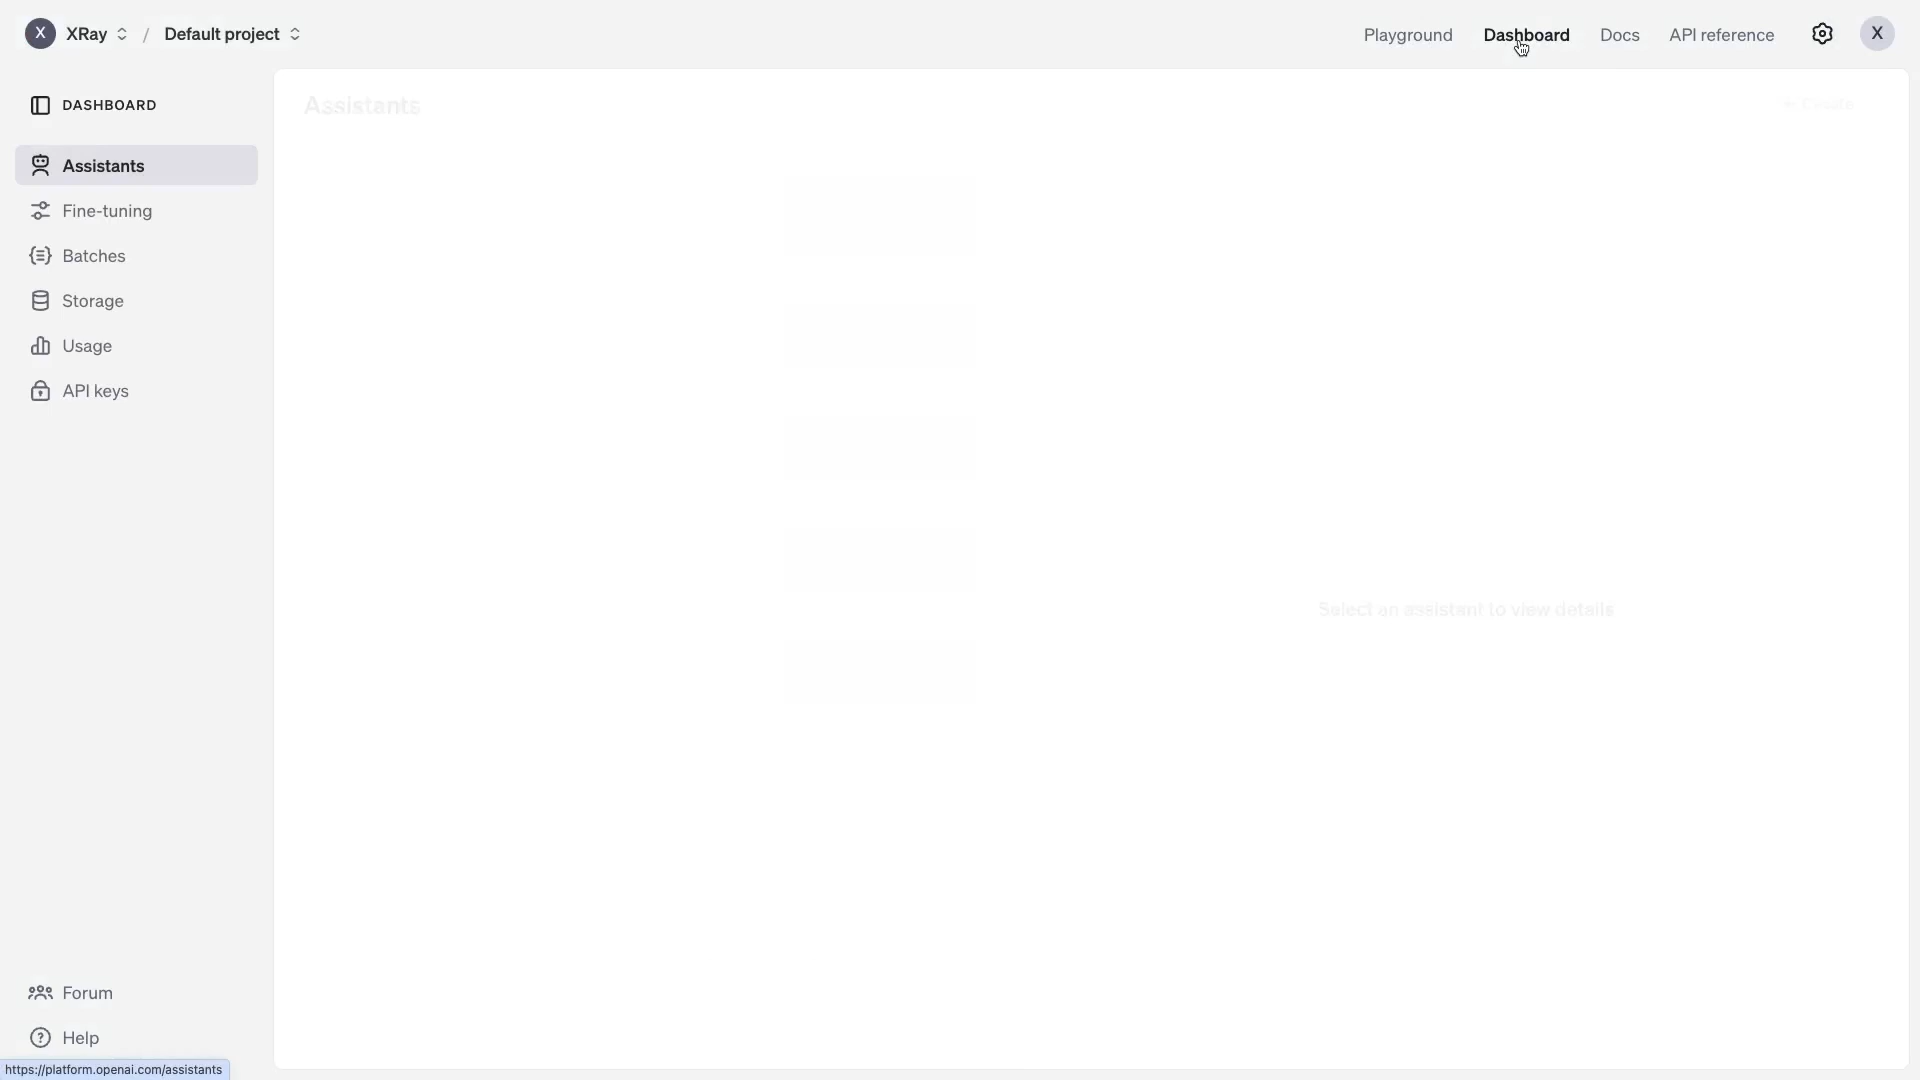 X XRay / Default project
Playground Dashboard Docs API reference X
DASHBOARD
Assistants
Fine-tuning
Batches
Storage
Usage
API keys
Forum
Help
https://platform.openai.com/assistants
Assistants
+ Create
Select an assistant to view details